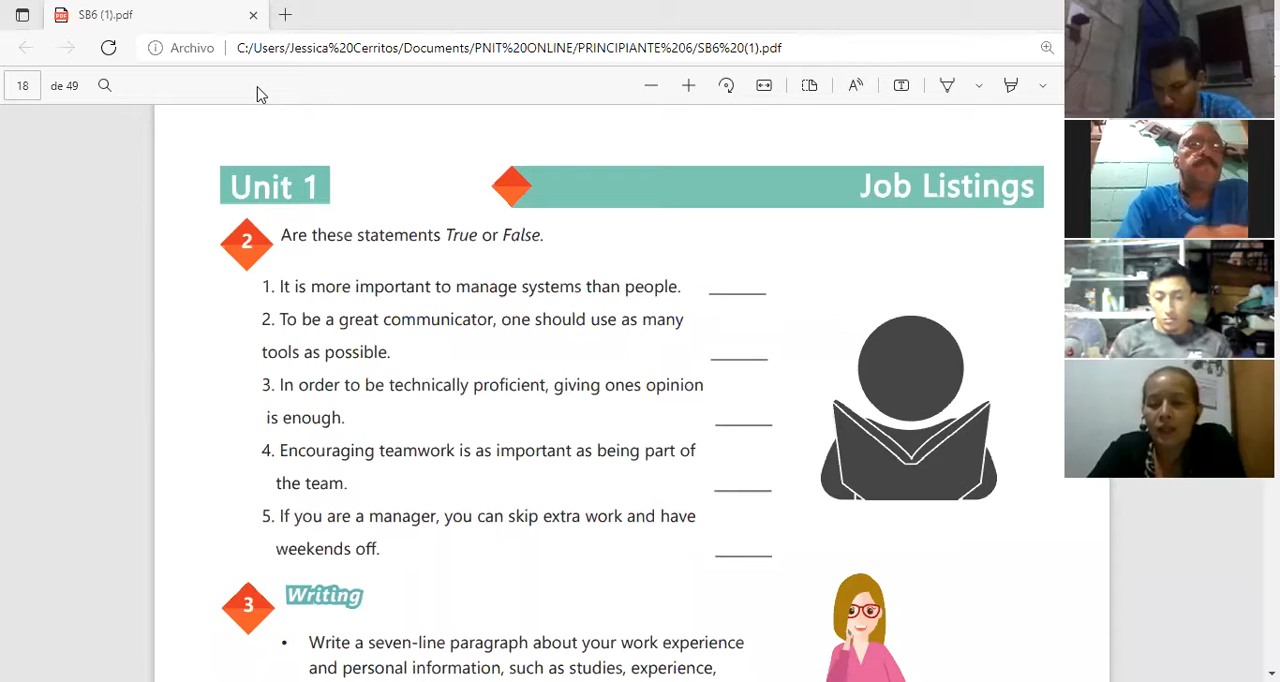 SB6 (1).pdf
Archivo
C:/Users/Jessica%20Cerritos/Documents/PNIT%20ONLINE/PRINCIPIANTE%206/SB6%20(1).pdf
18 de 49
Unit 1
Job Listings
2 Are these statements True or False.
1. It is more important to manage systems than people. ______
2. To be a great communicator, one should use as many
tools as possible. ______
3. In order to be technically proficient, giving ones opinion
is enough. ______
4. Encouraging teamwork is as important as being part of
the team. ______
5. If you are a manager, you can skip extra work and have
weekends off. ______
3 Writing
• Write a seven-line paragraph about your work experience
and personal information, such as studies, experience,